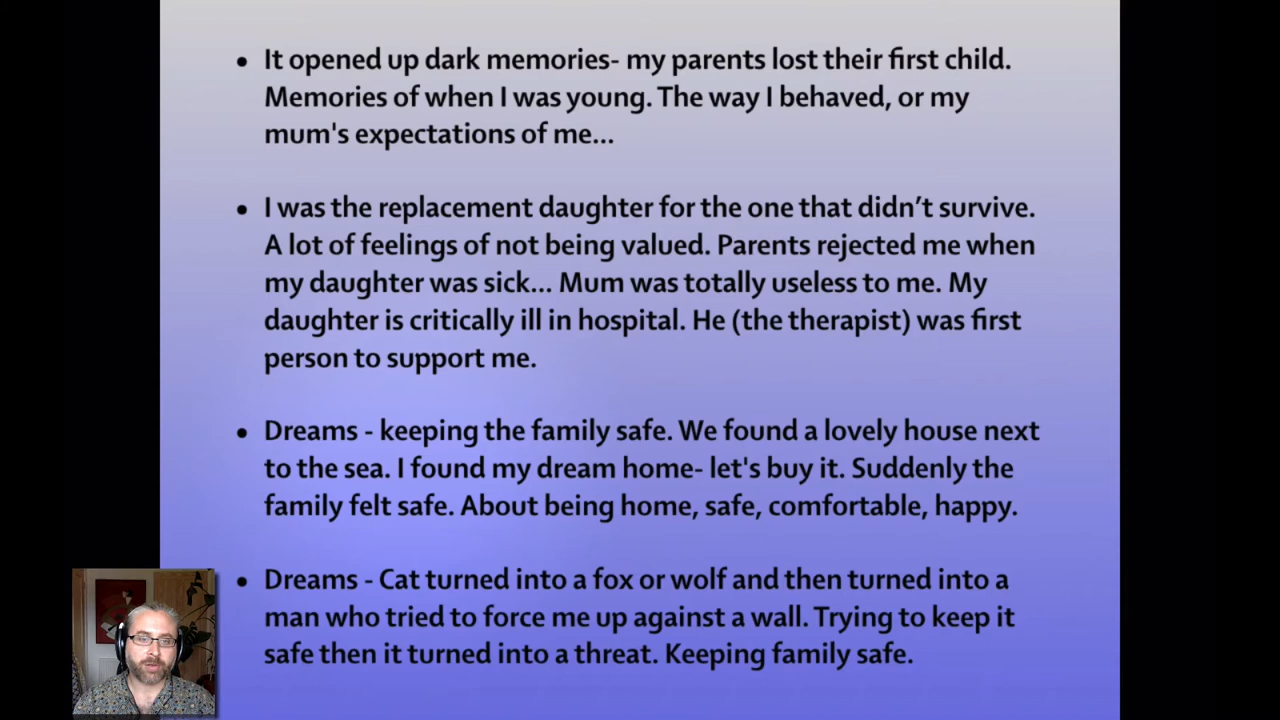 • It opened up dark memories- my parents lost their first child.
Memories of when I was young. The way I behaved, or my
mum's expectations of me...
• I was the replacement daughter for the one that didn’t survive.
A lot of feelings of not being valued. Parents rejected me when
my daughter was sick... Mum was totally useless to me. My
daughter is critically ill in hospital. He (the therapist) was first
person to support me.
• Dreams - keeping the family safe. We found a lovely house next
to the sea. I found my dream home- let's buy it. Suddenly the
family felt safe. About being home, safe, comfortable, happy.
• Dreams - Cat turned into a fox or wolf and then turned into a
man who tried to force me up against a wall. Trying to keep it
safe then it turned into a threat. Keeping family safe.